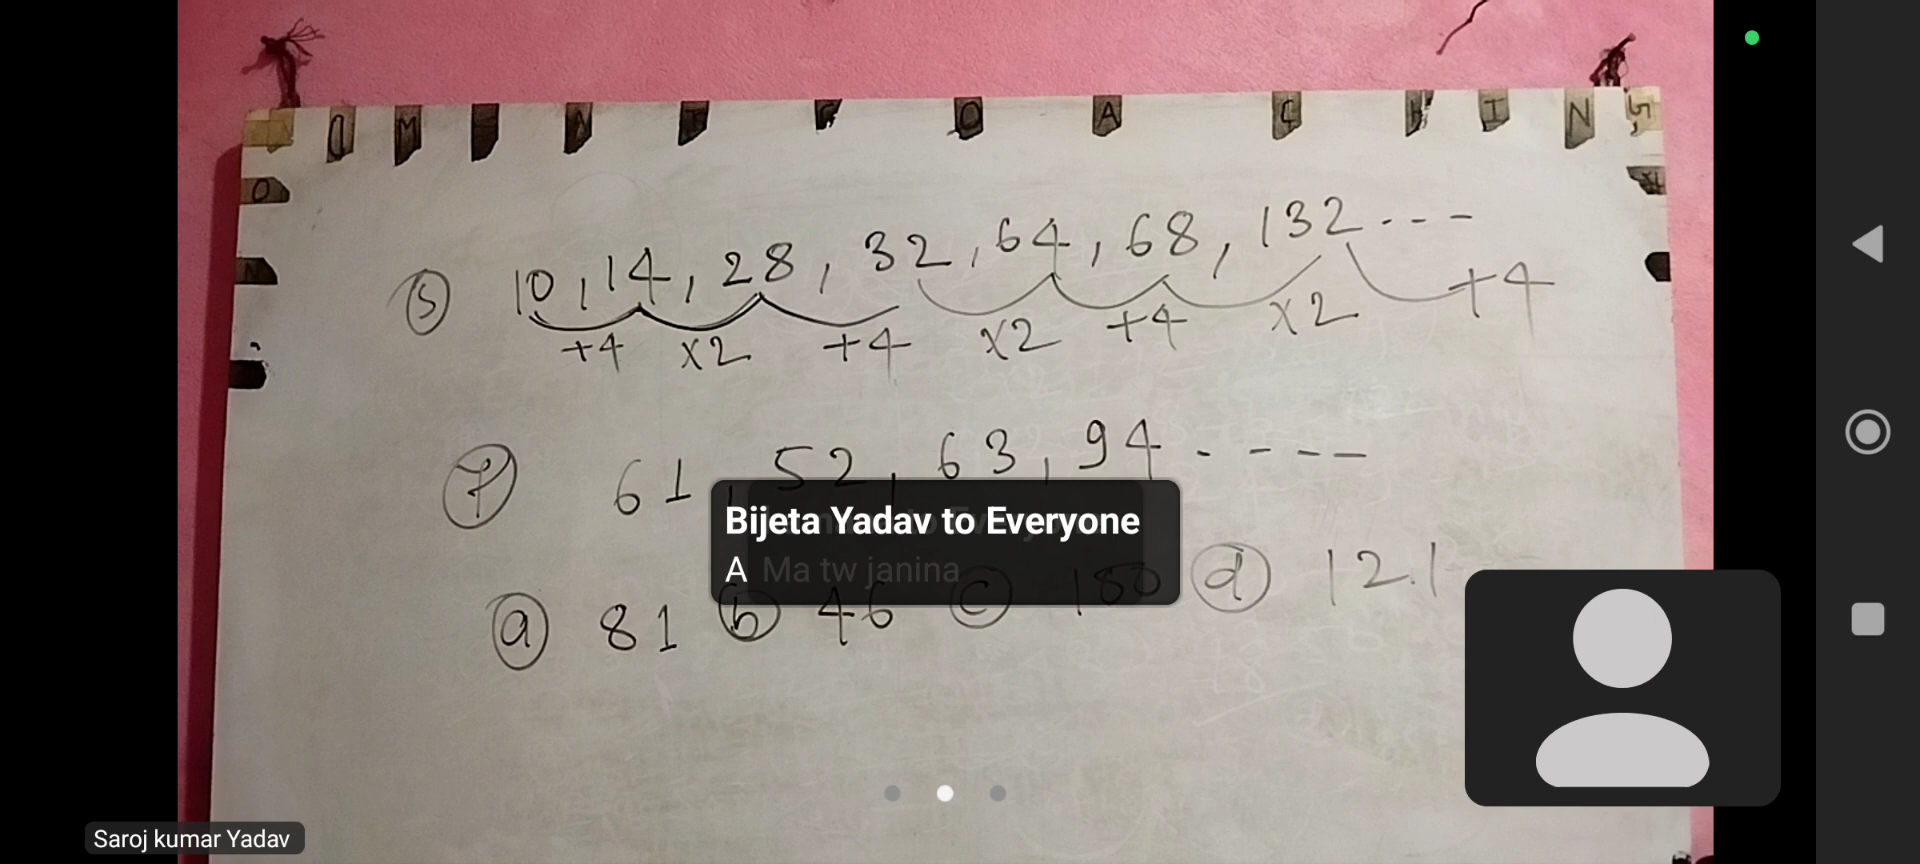 A C I N
(5) 10, 14, 28, 32, 64, 68, 132 - - -
+4 x2 +4 x2 +4 x2 +4
61, 52, 63, 94 - - - -
Bijeta Yadav to Everyone
A Ma tw janina
(a) 81 (b) 46 (c) 180 (d) 121
Saroj kumar Yadav